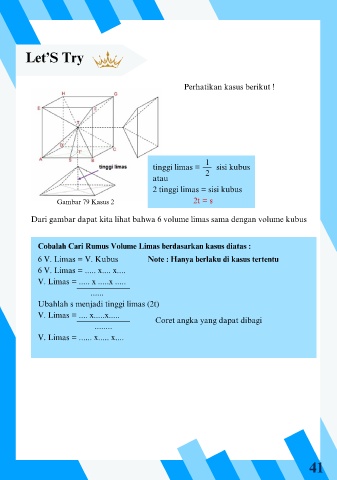 Let'S Try
Perhatikan kasus berikut !
H G
E F
T
D C
A B
tinggi limas
tinggi limas = 1/2 sisi kubus
atau
2 tinggi limas = sisi kubus
2t = s
Gambar 79 Kasus 2
Dari gambar dapat kita lihat bahwa 6 volume limas sama dengan volume kubus
Cobalah Cari Rumus Volume Limas berdasarkan kasus diatas :
6 V. Limas = V. Kubus Note : Hanya berlaku di kasus tertentu
6 V. Limas = ..... x.... x....
V. Limas = ..... x .....x .....
......
Ubahlah s menjadi tinggi limas (2t)
V. Limas = .... x.....x.....
........
Coret angka yang dapat dibagi
V. Limas = ...... x..... x....
41